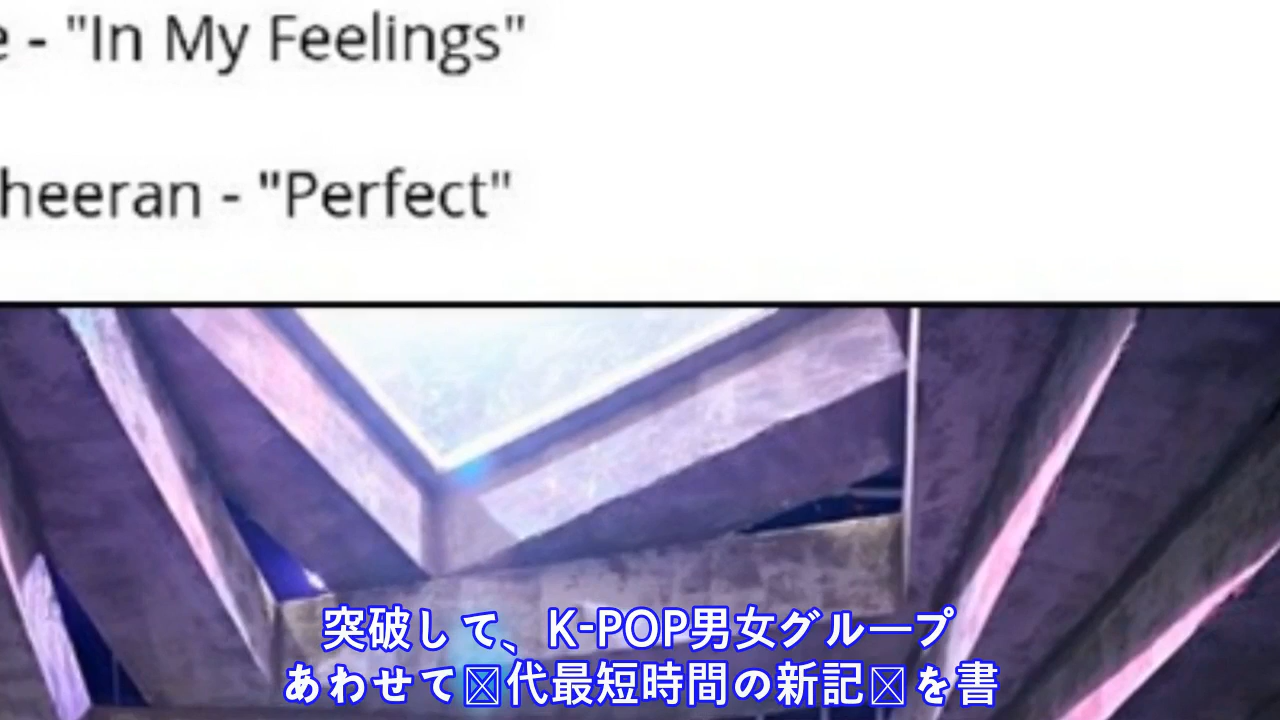 e - "In My Feelings"
heeran - "Perfect"
突破して、K-POP男女グループ
あわせて〿代最短時間の新記〿を書